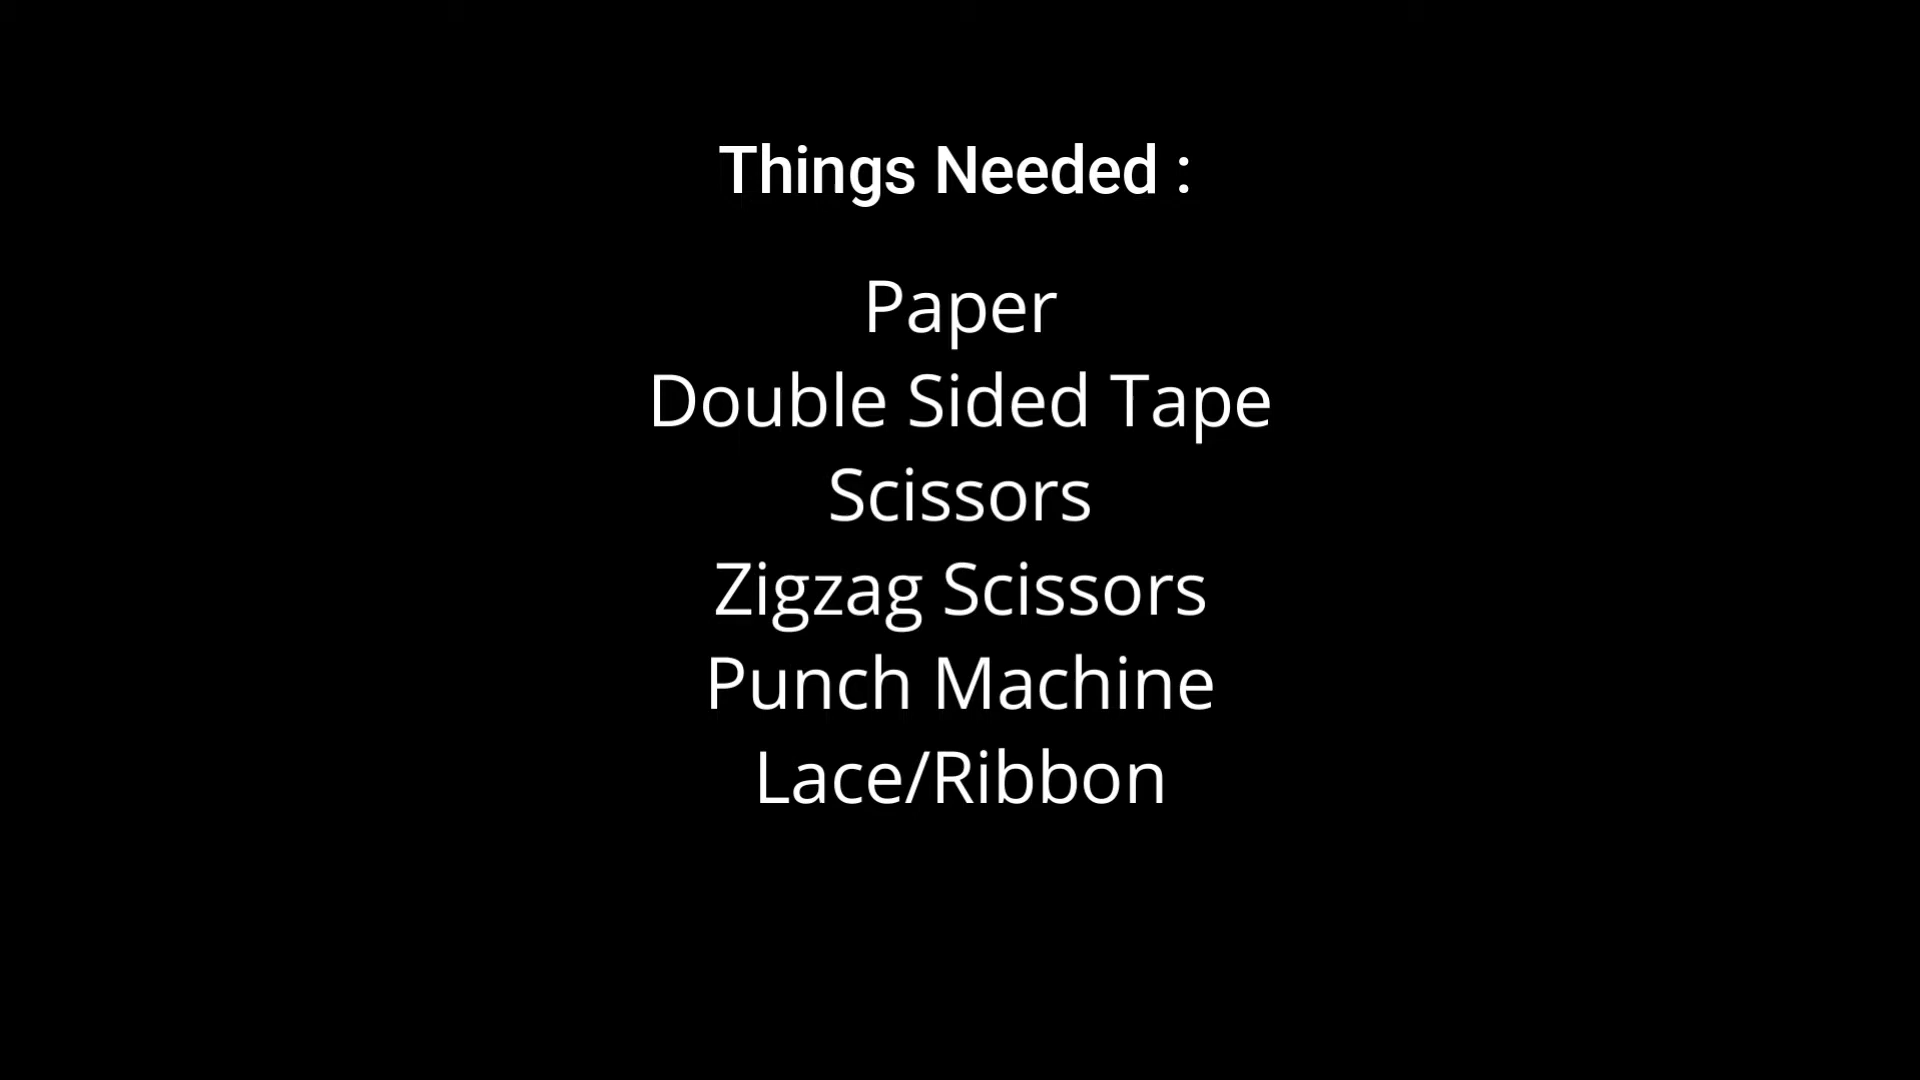 Things Needed :
Paper
Double Sided Tape
Scissors
Zigzag Scissors
Punch Machine
Lace/Ribbon